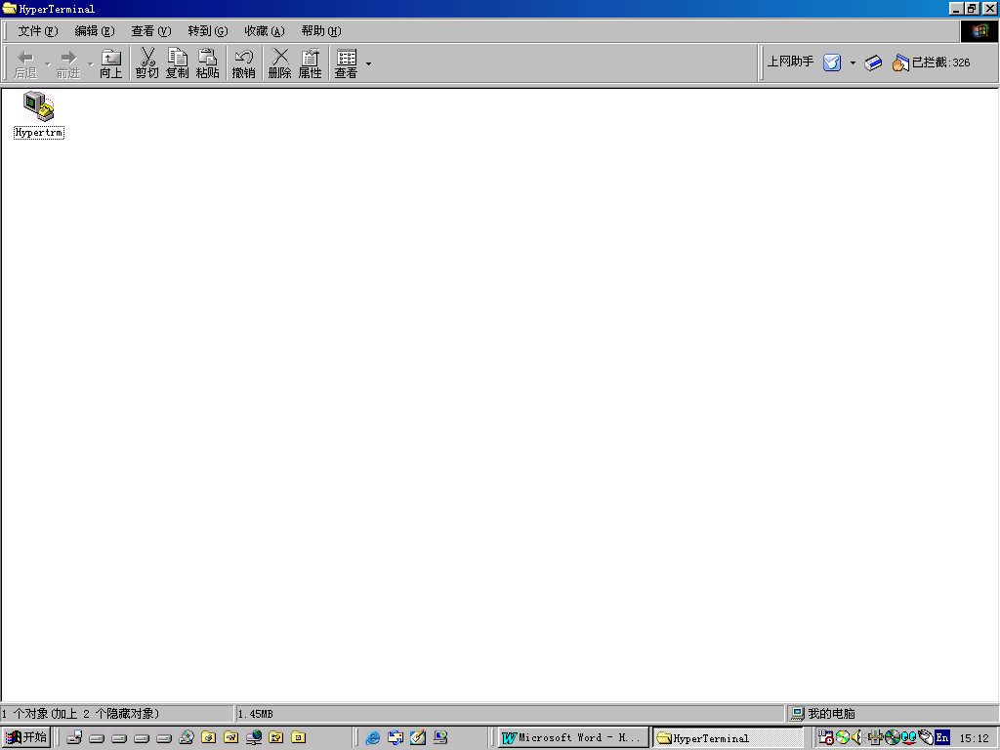 HyperTerminal
文件(F) 编辑(E) 查看(V) 转到(G) 收藏(A) 帮助(H)
后退 前进 向上 剪切 复制 粘贴 撤销 删除 属性 查看 上网助手 已拦截:326
Hypertrm
1 个对象(加上 2 个隐藏对象) 1.45MB 我的电脑
开始 Microsoft Word - H... HyperTerminal En 15:12